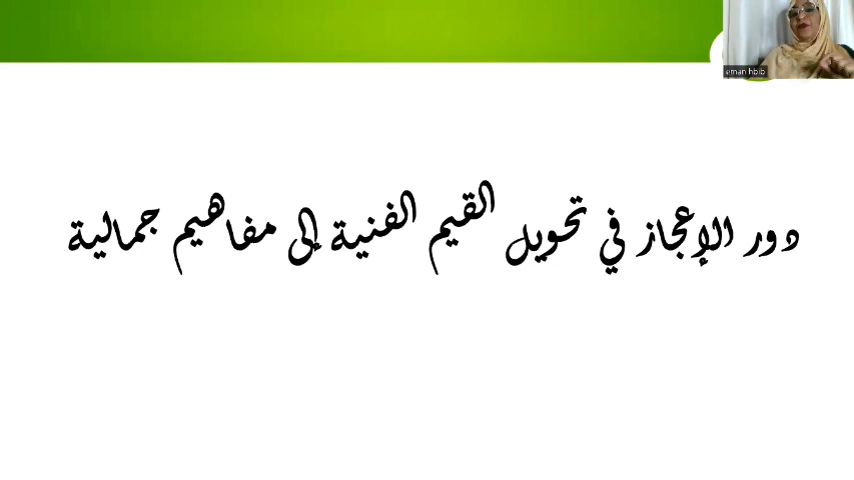 eman hbib
دور الإعجاز في تحويل القيم الفنية إلى مفاهيم جمالية